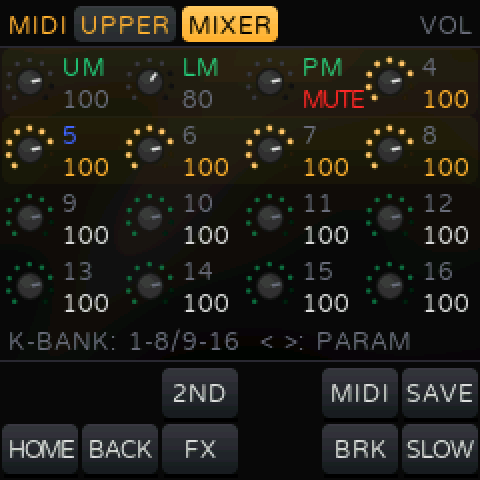 MIDI UPPER MIXER VOL
UM LM PM 4
100 80 MUTE 100
5 6 7 8
100 100 100 100
9 10 11 12
100 100 100 100
13 14 15 16
100 100 100 100
K-BANK: 1-8/9-16 < >: PARAM
2ND MIDI SAVE
HOME BACK FX BRK SLOW